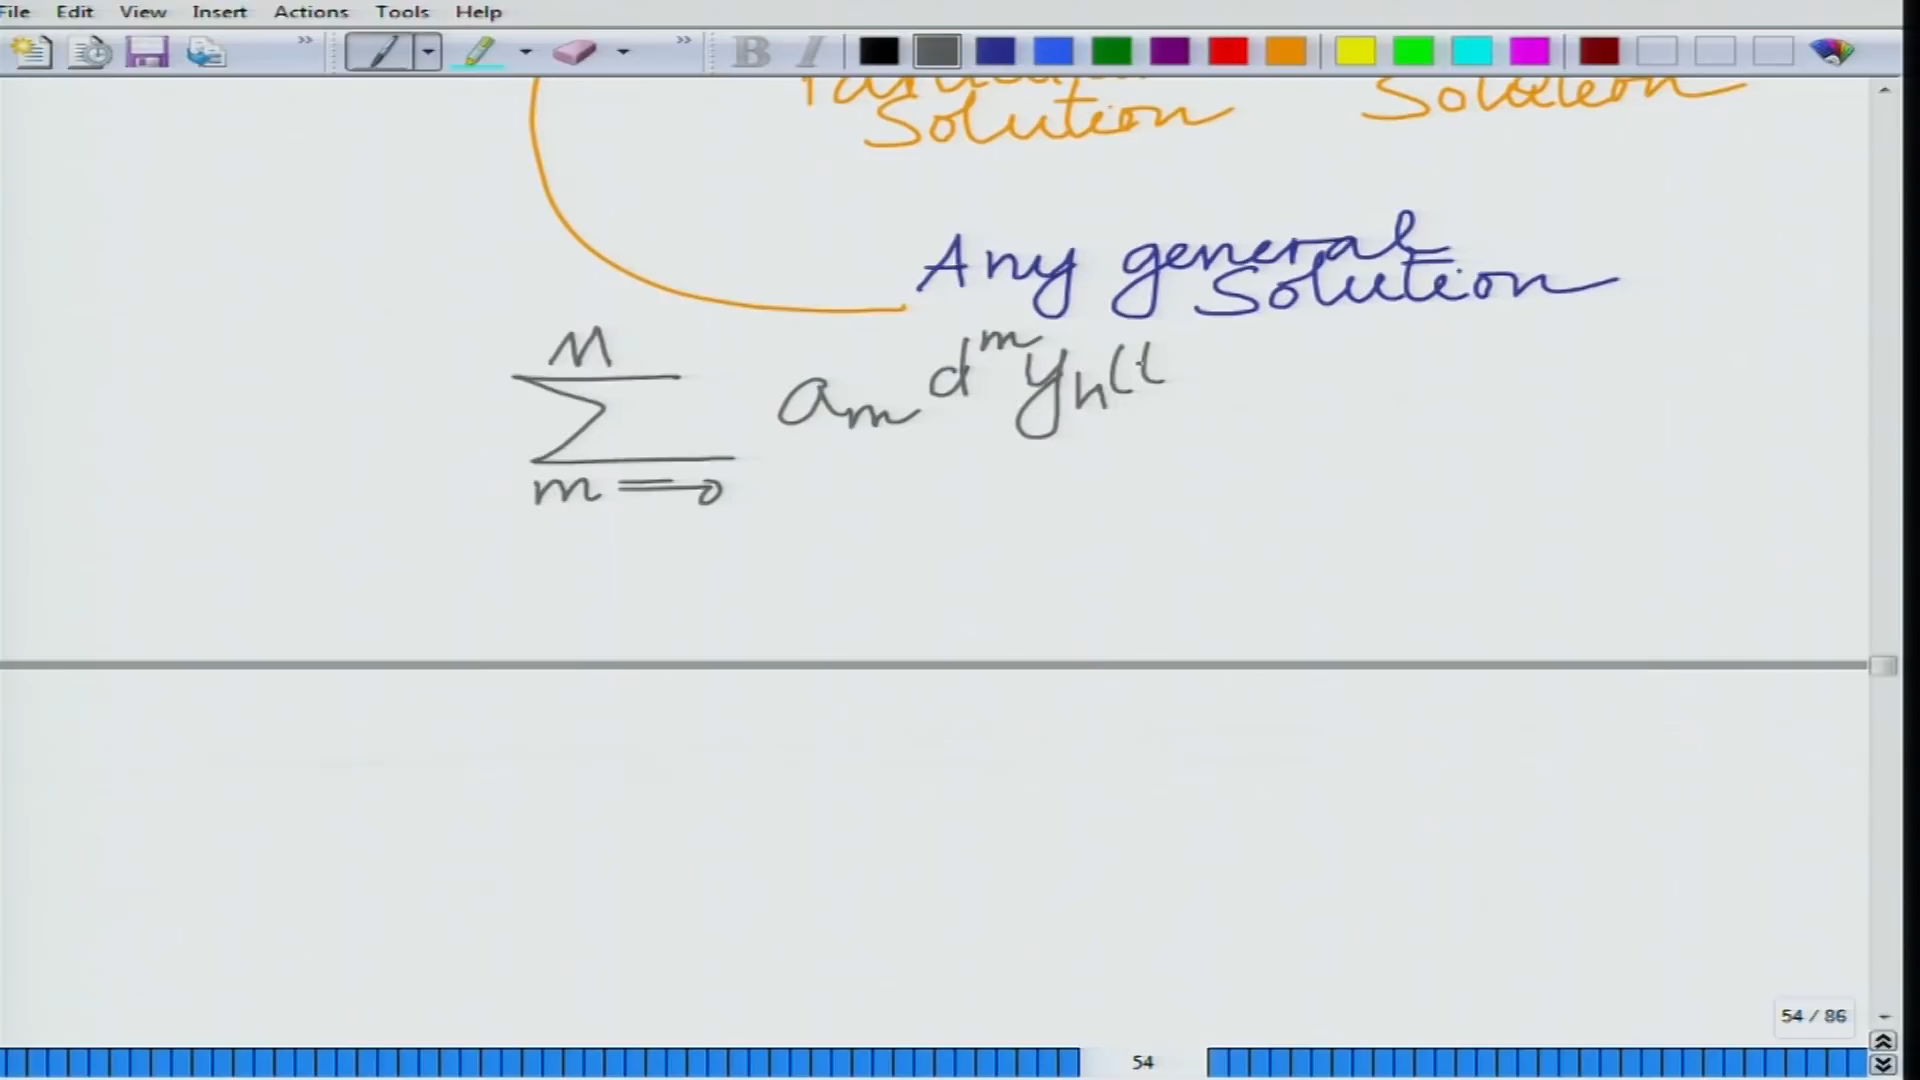 File Edit View Insert Actions Tools Help
B I
Solution Solution
Any general
Solution
M
∑ a_m d^m y_h(t
m = 0
54 / 86
54